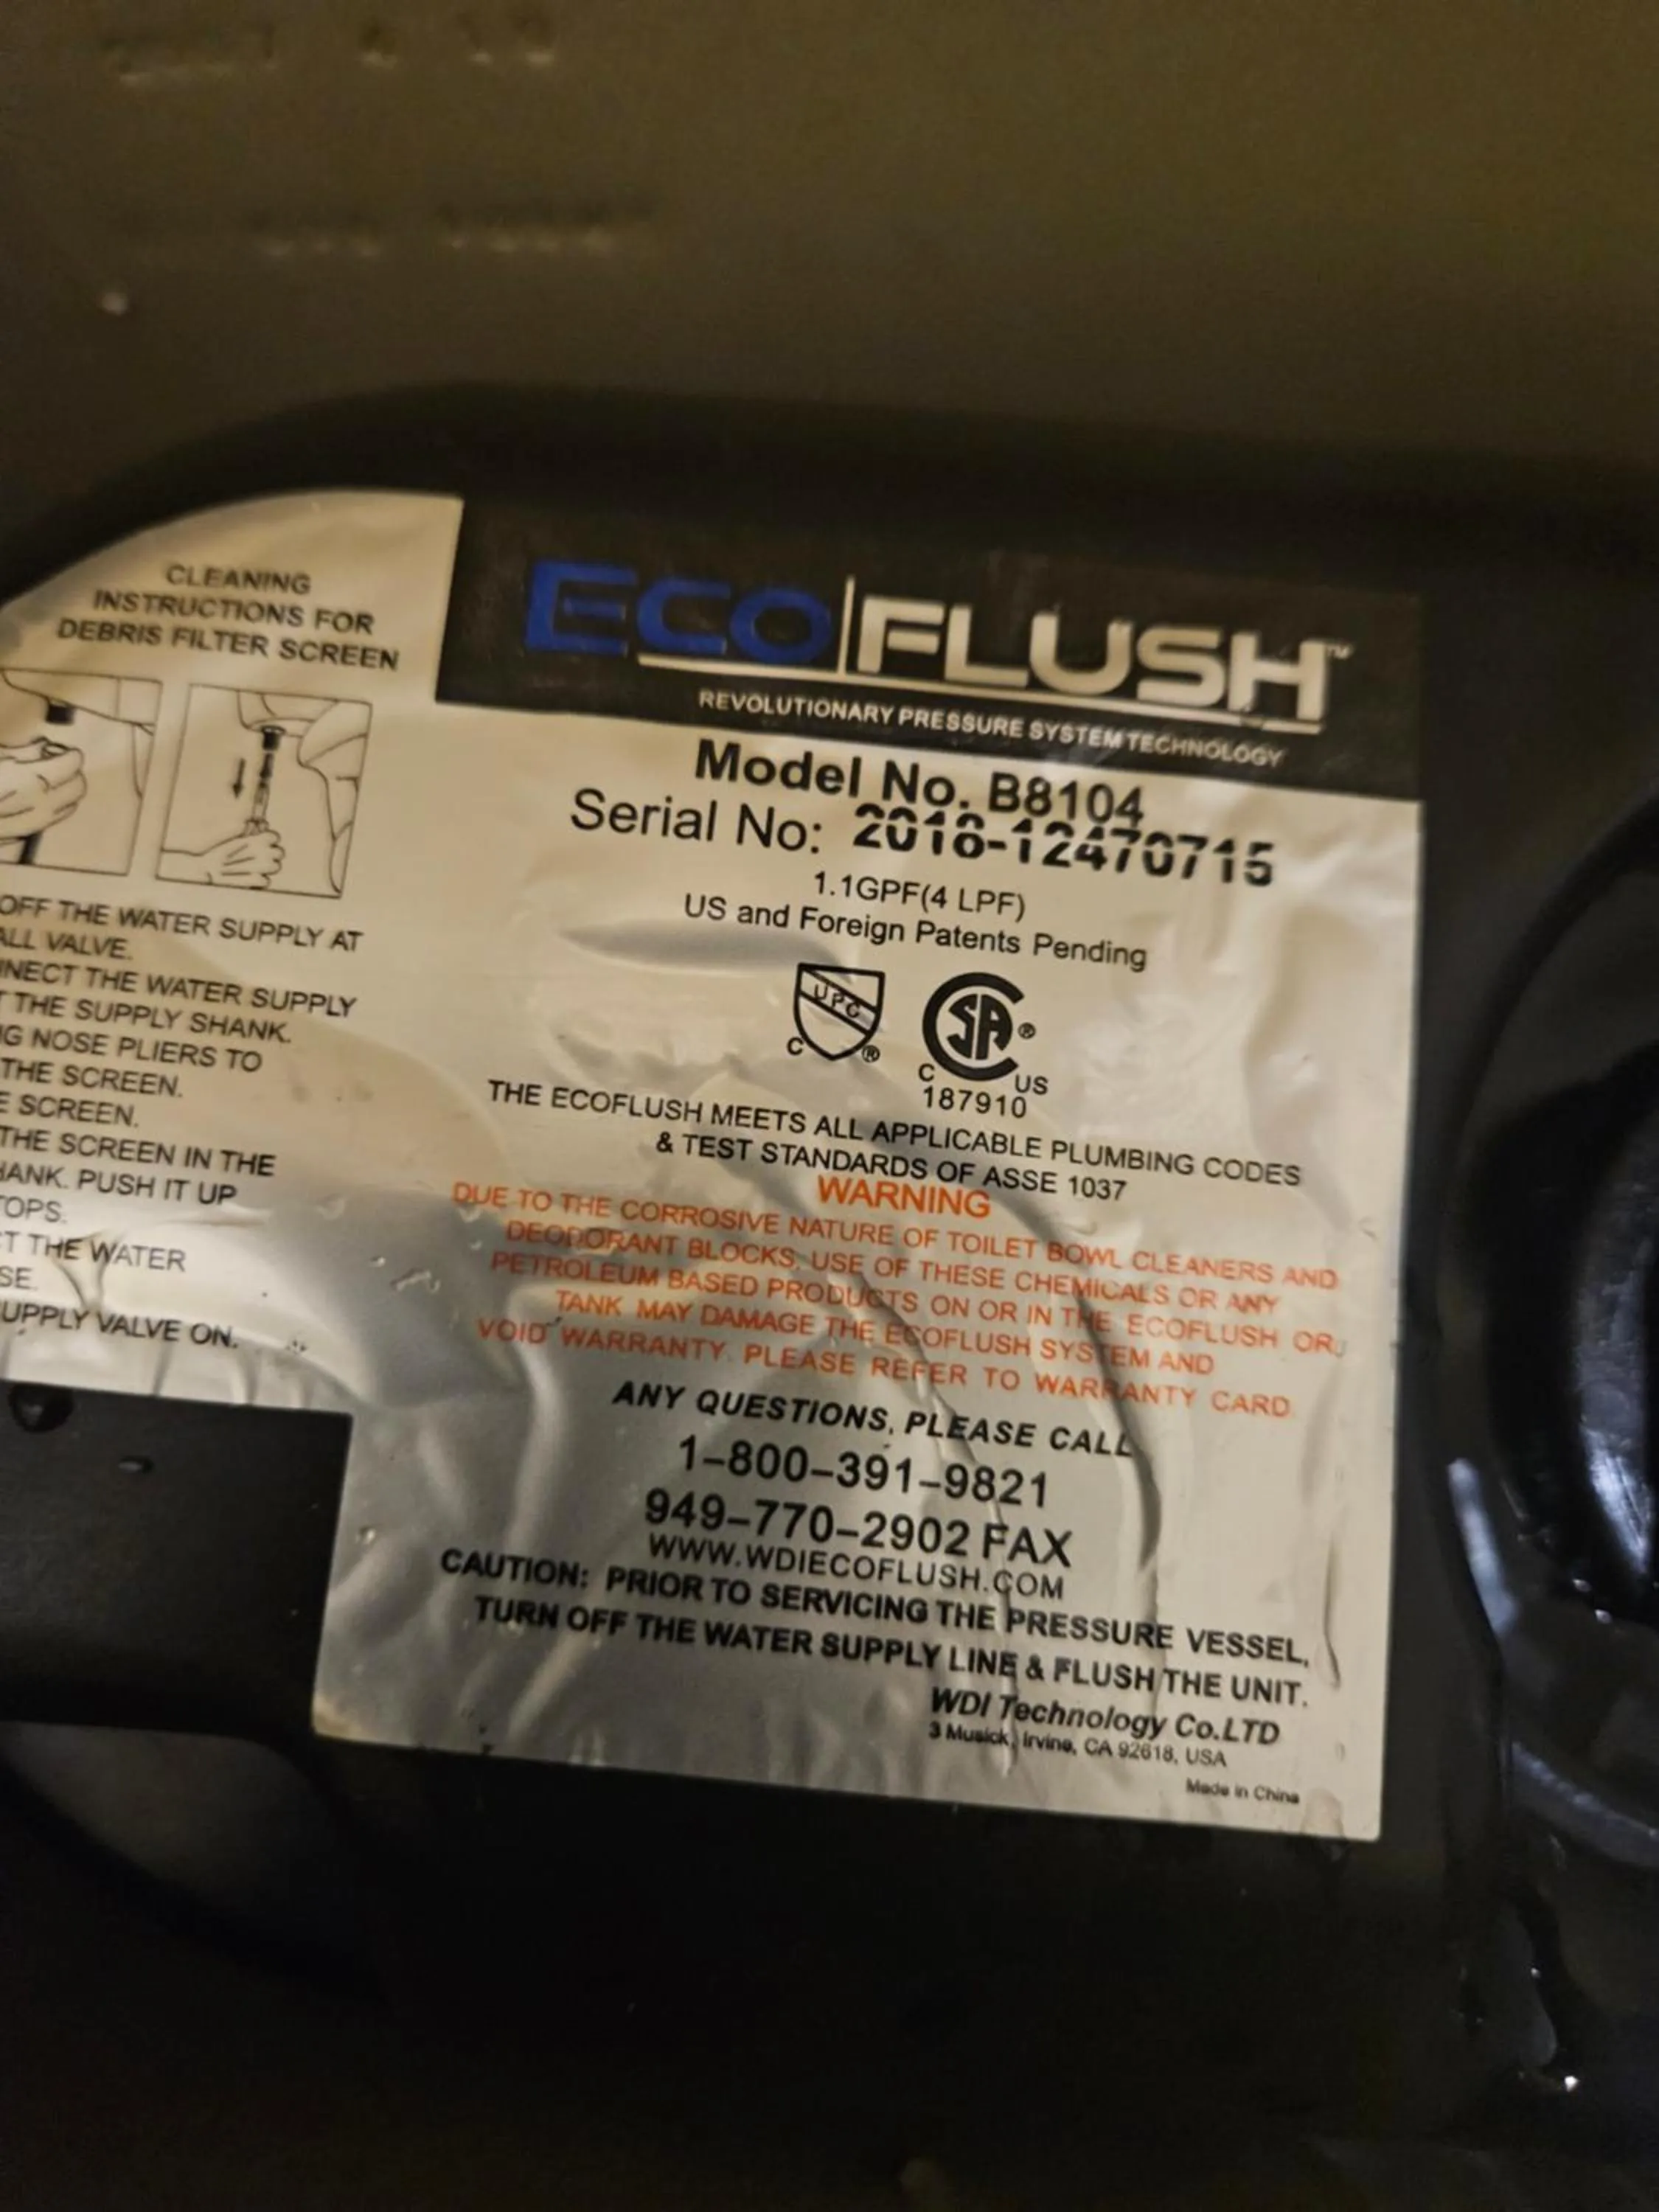 CLEANING
INSTRUCTIONS FOR
DEBRIS FILTER SCREEN
OFF THE WATER SUPPLY AT
ALL VALVE.
NNECT THE WATER SUPPLY
THE SUPPLY SHANK.
NG NOSE PLIERS TO
THE SCREEN.
E SCREEN.
THE SCREEN IN THE
HANK. PUSH IT UP
TOPS.
CT THE WATER
SE.
SUPPLY VALVE ON.
ECO FLUSH™
REVOLUTIONARY PRESSURE SYSTEM TECHNOLOGY
Model No. B8104
Serial No: 2018-12470715
1.1GPF(4 LPF)
US and Foreign Patents Pending
UPC
C ®
SA ®
C US
187910
THE ECOFLUSH MEETS ALL APPLICABLE PLUMBING CODES
& TEST STANDARDS OF ASSE 1037
WARNING
DUE TO THE CORROSIVE NATURE OF TOILET BOWL CLEANERS AND
DEODORANT BLOCKS, USE OF THESE CHEMICALS OR ANY
PETROLEUM BASED PRODUCTS ON OR IN THE ECOFLUSH OR
TANK MAY DAMAGE THE ECOFLUSH SYSTEM AND
VOID WARRANTY. PLEASE REFER TO WARRANTY CARD
ANY QUESTIONS, PLEASE CALL
1-800-391-9821
949-770-2902 FAX
WWW.WDIECOFLUSH.COM
CAUTION: PRIOR TO SERVICING THE PRESSURE VESSEL,
TURN OFF THE WATER SUPPLY LINE & FLUSH THE UNIT.
WDI Technology Co.LTD
3 Musick, Irvine, CA 92618, USA
Made in China